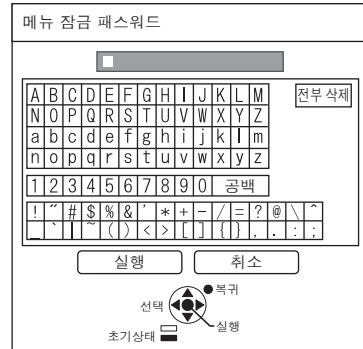 메뉴 잠금 패스워드
A B C D E F G H I J K L M 전부 삭제
N O P Q R S T U V W X Y Z
a b c d e f g h i j k l m
n o p q r s t u v w x y z
1 2 3 4 5 6 7 8 9 0 공백
! ˝ # $ % & ' * + - / = ? @ \ ^
_ ` | ~ ( ) < > [ ] { } , . : ;
실행 취소
복귀
선택
실행
초기상태